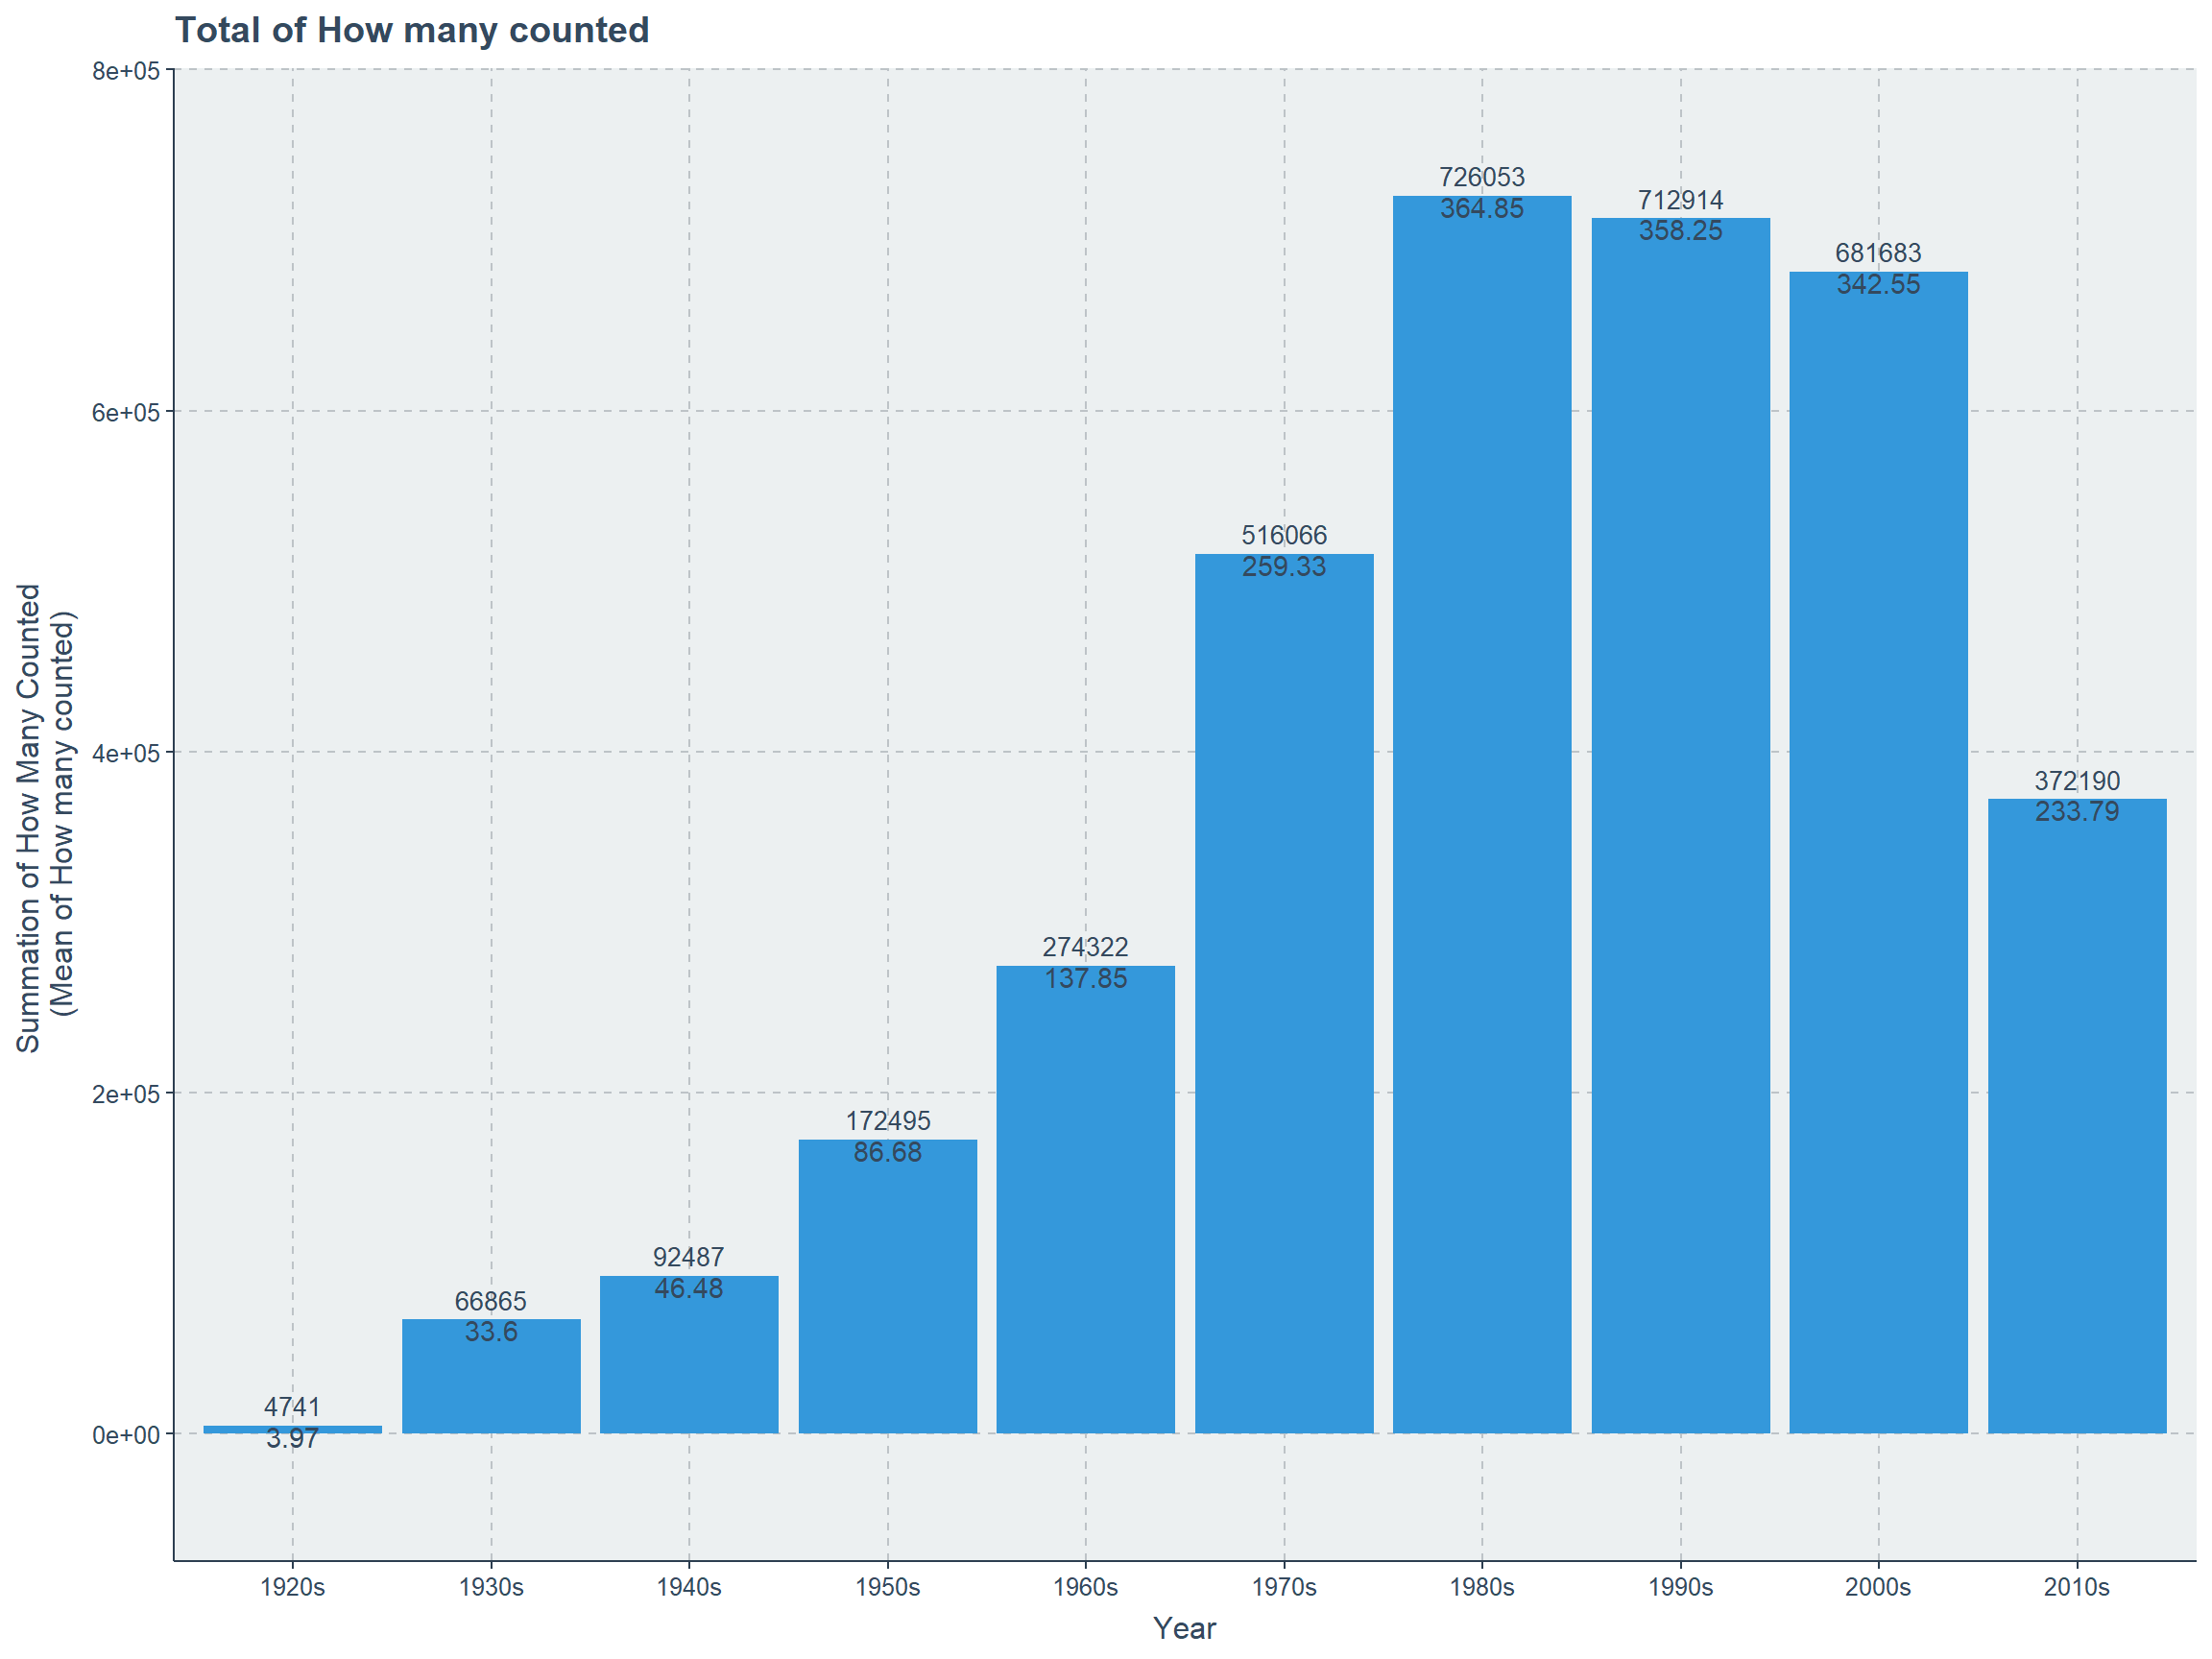 Total of How many counted
8e+05
6e+05
4e+05
2e+05
0e+00
Summation of How Many Counted
(Mean of How many counted)
4741
3.97
66865
33.6
92487
46.48
172495
86.68
274322
137.85
516066
259.33
726053
364.85
712914
358.25
681683
342.55
372190
233.79
1920s 1930s 1940s 1950s 1960s 1970s 1980s 1990s 2000s 2010s
Year